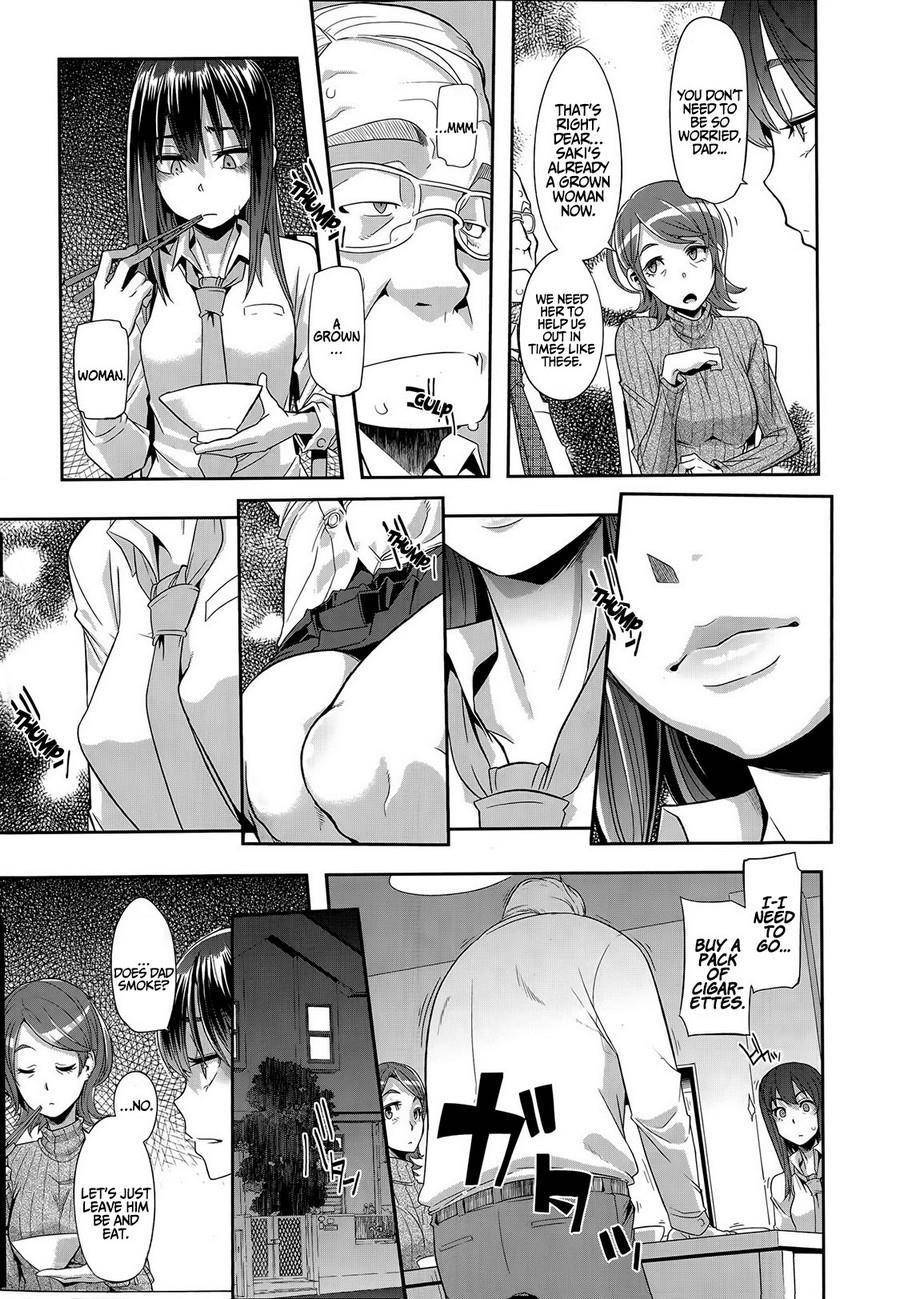 YOU DON'T
NEED TO
BE SO
WORRIED,
DAD...
THAT'S
RIGHT,
DEAR...
SAKI'S
ALREADY
A GROWN
WOMAN
NOW.
WE NEED
HER TO
HELP US
OUT IN
TIMES LIKE
THESE.
...MMM.
GULP
A
GROWN
...
THUMP
WOMAN.
THUMP
THUMP
THUMP
I-I
NEED
TO
GO...
BUY A
PACK
OF
CIGAR-
ETTES.
ガタッ
バタン
...
DOES DAD
SMOKE?
...NO.
LET'S JUST
LEAVE HIM
BE AND
EAT.